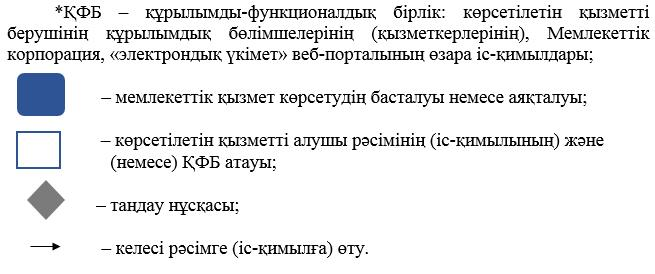 *ҚФБ – құрылымды-функционалдық бірлік: көрсетілетін қызметті
берушінің құрылымдық бөлімшелерінің (қызметкерлерінің), Мемлекеттік
корпорация, «электрондық үкімет» веб-порталының өзара іс-қимылдары;
– мемлекеттік қызмет көрсетудің басталуы немесе аяқталуы;
– көрсетілетін қызметті алушы рәсімінің (іс-қимылының) және
(немесе) ҚФБ атауы;
– таңдау нұсқасы;
– келесі рәсімге (іс-қимылға) өту.